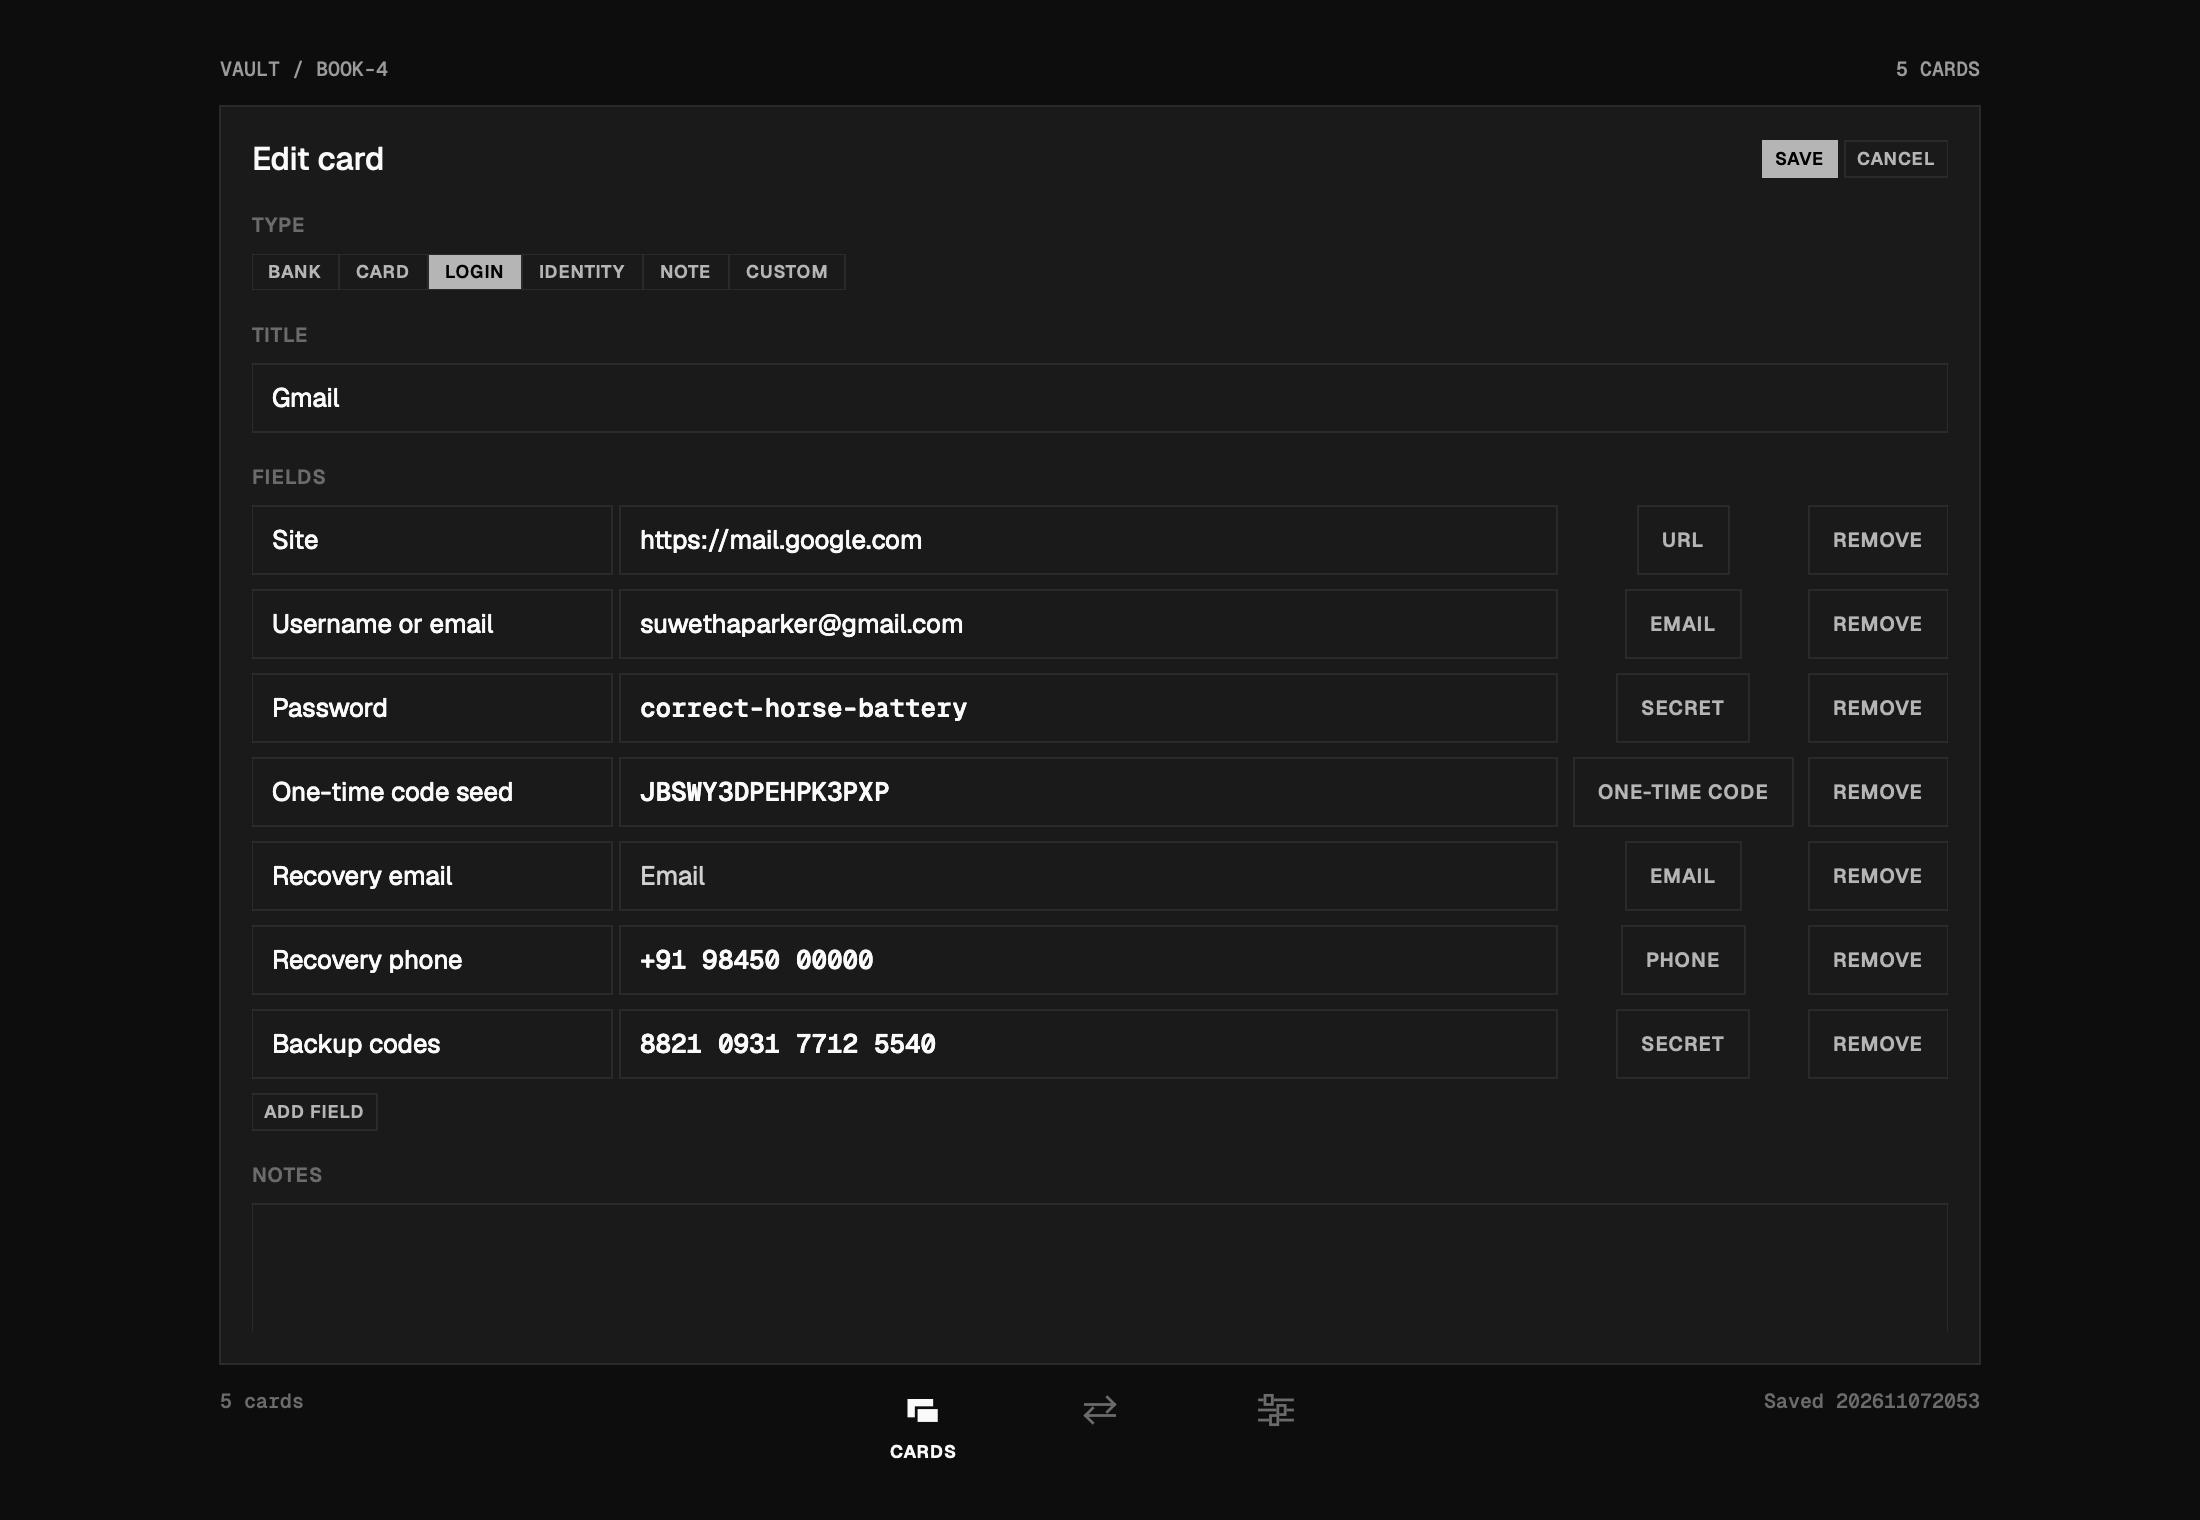 VAULT / BOOK-4 5 CARDS
Edit card SAVE CANCEL
TYPE
BANK CARD LOGIN IDENTITY NOTE CUSTOM
TITLE
Gmail
FIELDS
Site https://mail.google.com URL REMOVE
Username or email suwethaparker@gmail.com EMAIL REMOVE
Password correct-horse-battery SECRET REMOVE
One-time code seed JBSWY3DPEHPK3PXP ONE-TIME CODE REMOVE
Recovery email Email EMAIL REMOVE
Recovery phone +91 98450 00000 PHONE REMOVE
Backup codes 8821 0931 7712 5540 SECRET REMOVE
ADD FIELD
NOTES
5 cards Saved 202611072053
CARDS